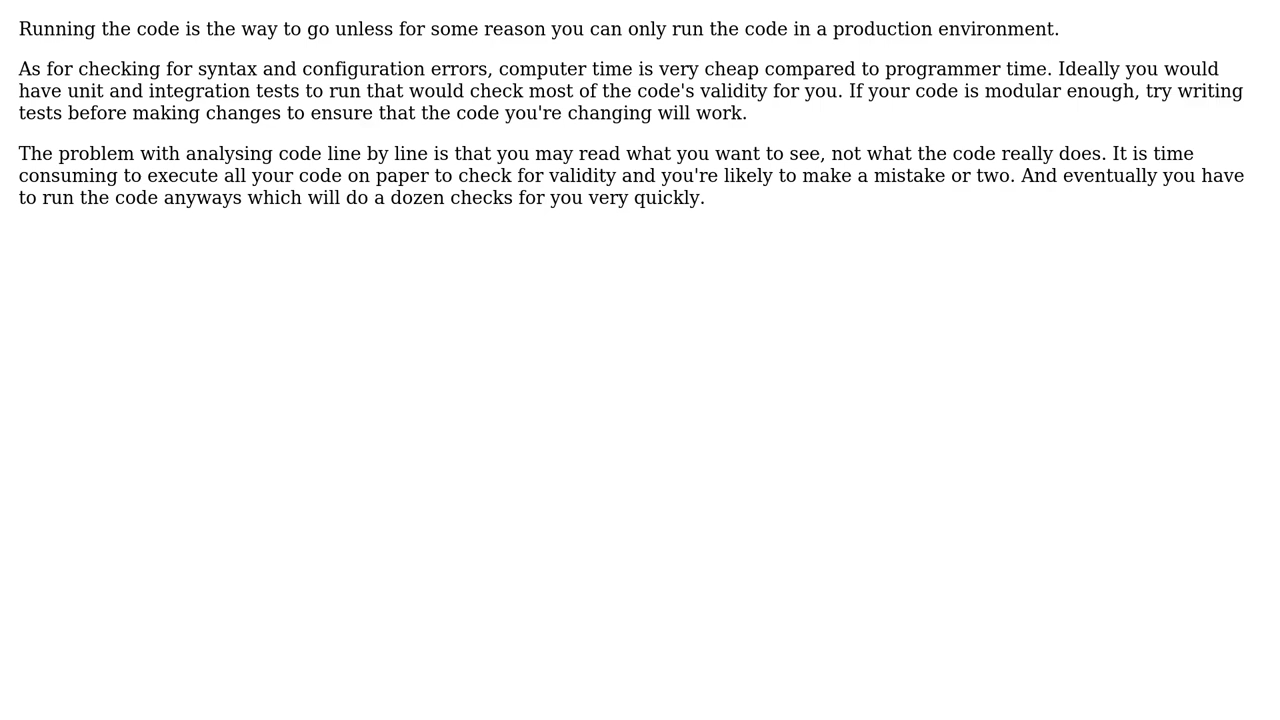 Running the code is the way to go unless for some reason you can only run the code in a production environment.
As for checking for syntax and configuration errors, computer time is very cheap compared to programmer time. Ideally you would
have unit and integration tests to run that would check most of the code's validity for you. If your code is modular enough, try writing
tests before making changes to ensure that the code you're changing will work.
The problem with analysing code line by line is that you may read what you want to see, not what the code really does. It is time
consuming to execute all your code on paper to check for validity and you're likely to make a mistake or two. And eventually you have
to run the code anyways which will do a dozen checks for you very quickly.